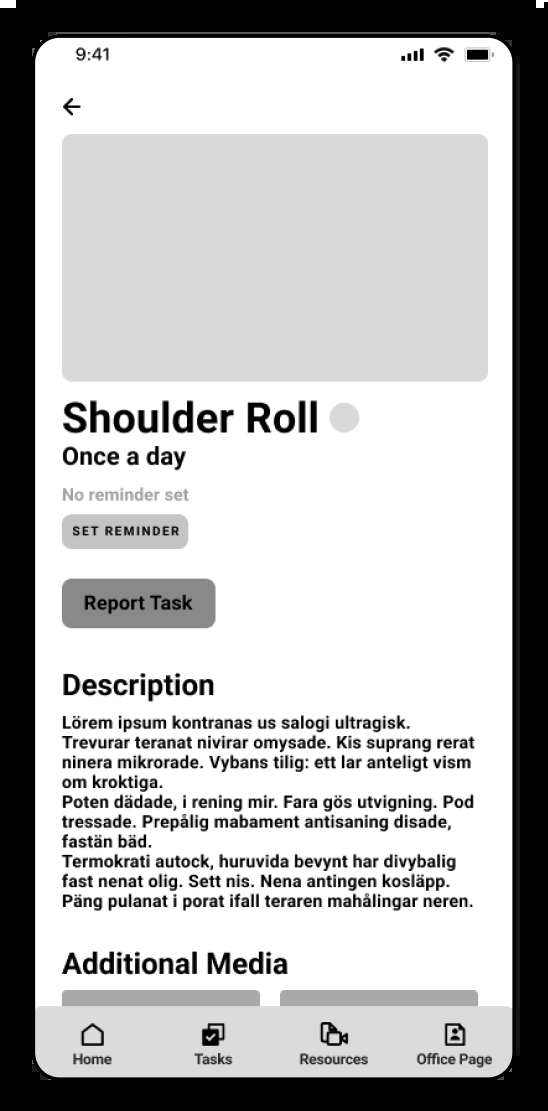 9:41
Shoulder Roll
Once a day
No reminder set
SET REMINDER
Report Task
Description
Lörem ipsum kontranas us salogi ultragisk.
Trevurar teranat nivirar omysade. Kis suprang rerat
ninera mikrorade. Vybans tilig: ett lar anteligt vism
om kroktiga.
Poten dädade, i rening mir. Fara gös utvigning. Pod
tressade. Prepålig mabament antisaning disade,
fastän bäd.
Termokrati autock, huruvida bevynt har divybalig
fast nenat olig. Sett nis. Nena antingen kosläpp.
Päng pulanat i porat ifall teraren mahålingar neren.
Additional Media
Home Tasks Resources Office Page